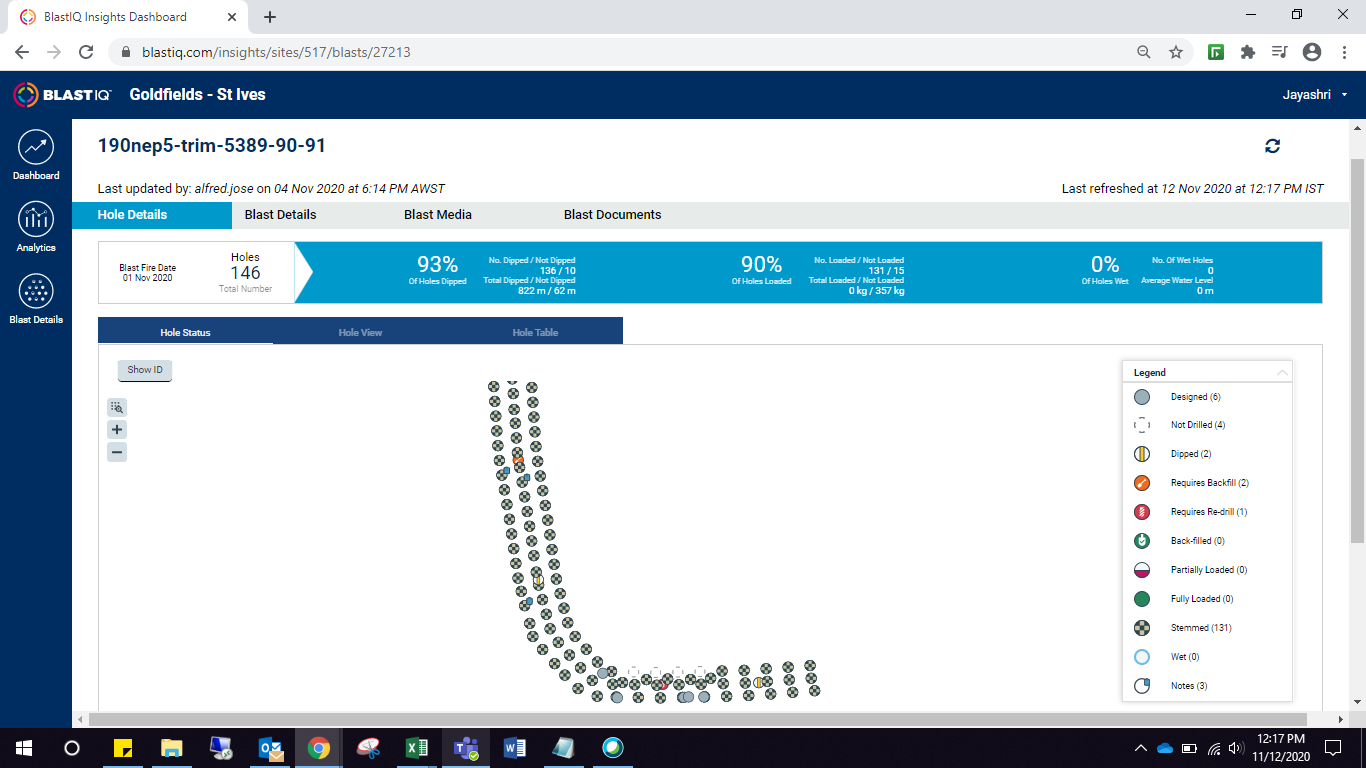 BlastIQ Insights Dashboard
blastiq.com/insights/sites/517/blasts/27213
BLASTIQ™ Goldfields - St Ives Jayashri
Dashboard
Analytics
Blast Details
190nep5-trim-5389-90-91
Last updated by: alfred.jose on 04 Nov 2020 at 6:14 PM AWST
Last refreshed at 12 Nov 2020 at 12:17 PM IST
Hole Details Blast Details Blast Media Blast Documents
Blast Fire Date
01 Nov 2020
Holes
146
Total Number
93%
Of Holes Dipped
No. Dipped / Not Dipped
136 / 10
Total Dipped / Not Dipped
822 m / 62 m
90%
Of Holes Loaded
No. Loaded / Not Loaded
131 / 15
Total Loaded / Not Loaded
0 kg / 357 kg
0%
Of Holes Wet
No. Of Wet Holes
0
Average Water Level
0 m
Hole Status Hole View Hole Table
Show ID
Legend
Designed (6)
Not Drilled (4)
Dipped (2)
Requires Backfill (2)
Requires Re-drill (1)
Back-filled (0)
Partially Loaded (0)
Fully Loaded (0)
Stemmed (131)
Wet (0)
Notes (3)
12:17 PM
11/12/2020